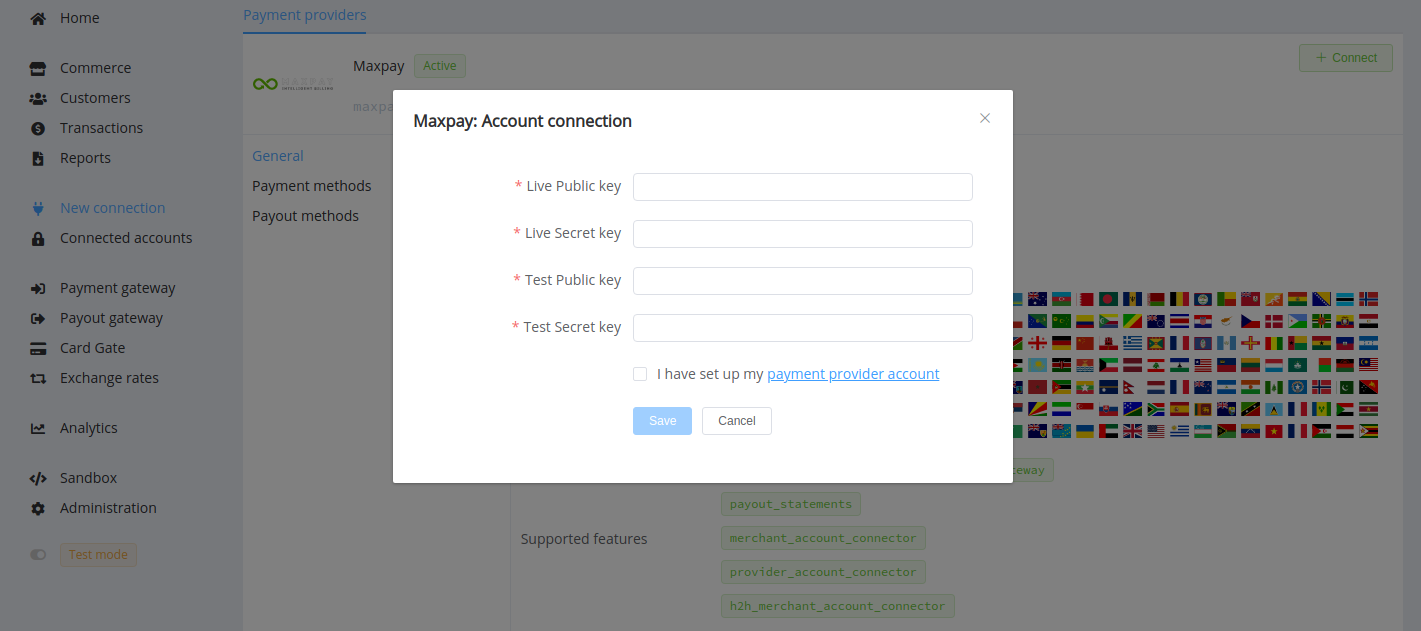 Home
Commerce
Customers
Transactions
Reports
New connection
Connected accounts
Payment gateway
Payout gateway
Card Gate
Exchange rates
Analytics
Sandbox
Administration
Test mode
Payment providers
MAXPAY
INTELLIGENT BILLING
Maxpay Active
+ Connect
General
Payment methods
Payout methods
Maxpay: Account connection
* Live Public key
* Live Secret key
* Test Public key
* Test Secret key
I have set up my payment provider account
Save Cancel
payout_statements
Supported features
merchant_account_connector
provider_account_connector
h2h_merchant_account_connector